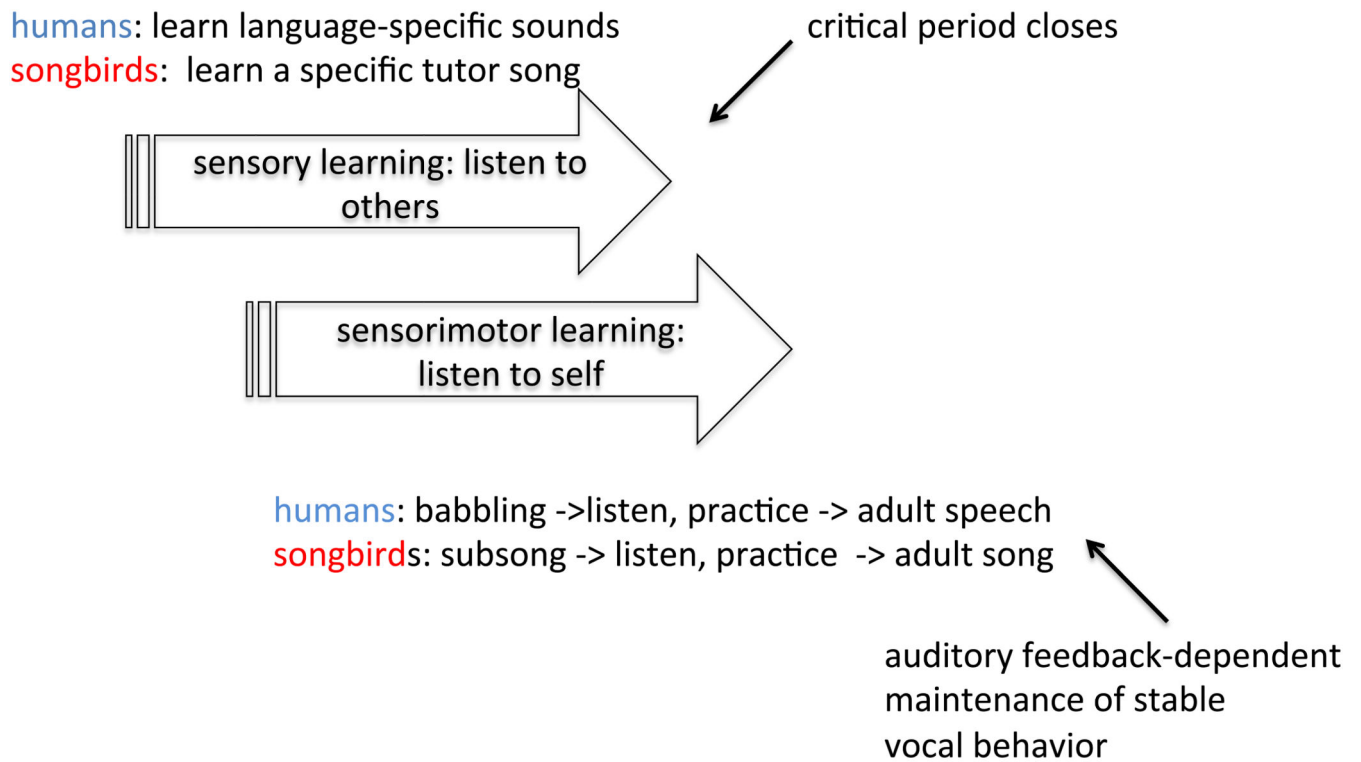 humans: learn language-specific sounds
songbirds:  learn a specific tutor song
critical period closes
sensory learning: listen to
others
sensorimotor learning:
listen to self
humans: babbling ->listen, practice -> adult speech
songbirds: subsong -> listen, practice  -> adult song
auditory feedback-dependent
maintenance of stable
vocal behavior